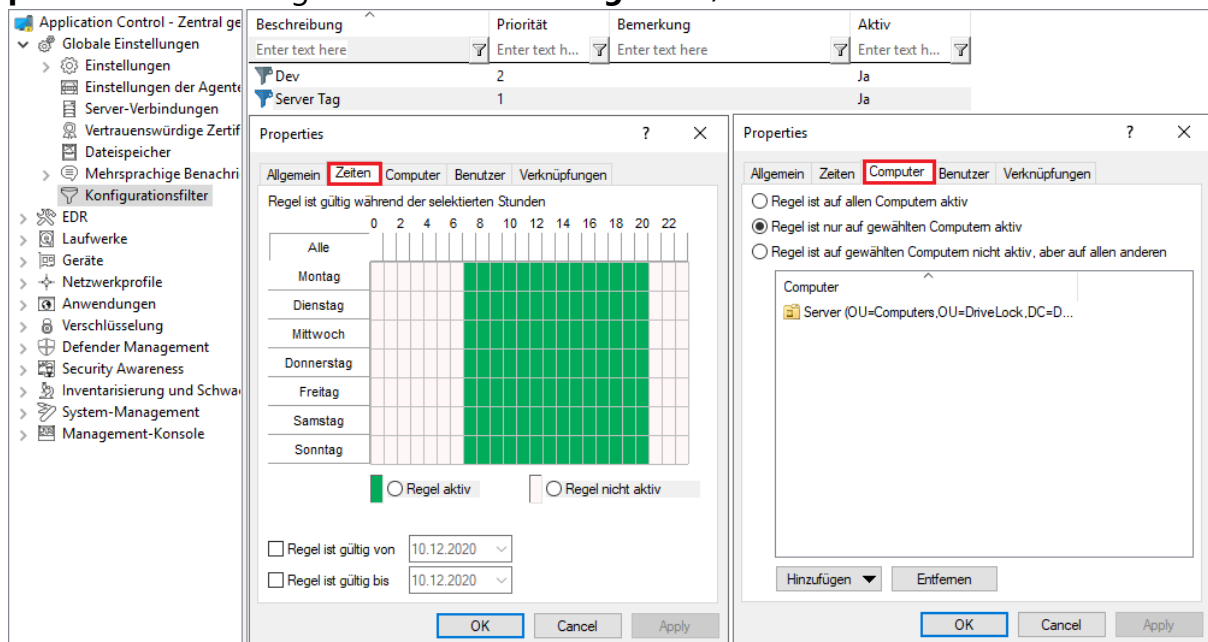 Application Control - Zentral ge
Globale Einstellungen
Einstellungen
Einstellungen der Agente
Server-Verbindungen
Vertrauenswürdige Zertif
Dateispeicher
Mehrsprachige Benachri
Konfigurationsfilter
EDR
Laufwerke
Geräte
Netzwerkprofile
Anwendungen
Verschlüsselung
Defender Management
Security Awareness
Inventarisierung und Schwa
System-Management
Management-Konsole
Beschreibung Priorität Bemerkung Aktiv
Enter text here Enter text h... Enter text here Enter text h...
Dev 2 Ja
Server Tag 1 Ja
Properties ? X
Allgemein Zeiten Computer Benutzer Verknüpfungen
Regel ist gültig während der selektierten Stunden
0 2 4 6 8 10 12 14 16 18 20 22
Alle
Montag
Dienstag
Mittwoch
Donnerstag
Freitag
Samstag
Sonntag
Regel aktiv Regel nicht aktiv
Regel ist gültig von 10.12.2020
Regel ist gültig bis 10.12.2020
OK Cancel Apply
Properties ? X
Allgemein Zeiten Computer Benutzer Verknüpfungen
Regel ist auf allen Computern aktiv
Regel ist nur auf gewählten Computern aktiv
Regel ist auf gewählten Computern nicht aktiv, aber auf allen anderen
Computer
Server (OU=Computers,OU=DriveLock,DC=D...
Hinzufügen Entfernen
OK Cancel Apply